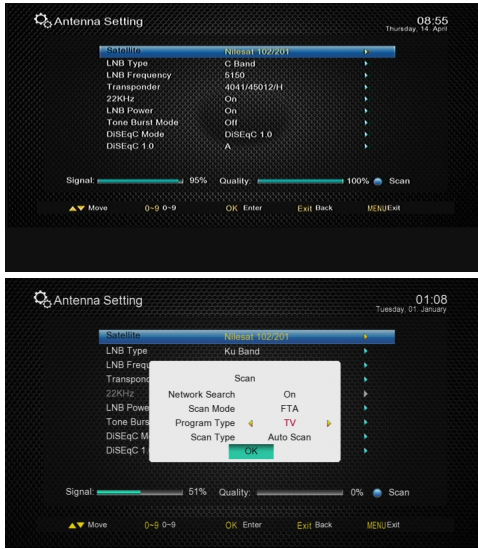 Antenna Setting
08:55
Thursday, 14. April
Satellite Nilesat 102/201
LNB Type C Band
LNB Frequency 5150
Transponder 4041/45012/H
22KHz On
LNB Power On
Tone Burst Mode Off
DiSEqC Mode DiSEqC 1.0
DiSEqC 1.0 A
Signal: 95% Quality: 100% Scan
Move 0~9 0~9 OK Enter Exit Back MENU Exit
Antenna Setting
01:08
Tuesday, 01. January
Satellite Nilesat 102/201
LNB Type Ku Band
LNB Frequ
Transpond
22KHz
LNB Powe
Tone Burs
DiSEqC M
DiSEqC 1.
Scan
Network Search On
Scan Mode FTA
Program Type TV
Scan Type Auto Scan
OK
Signal: 51% Quality: 0% Scan
Move 0~9 0~9 OK Enter Exit Back MENU Exit